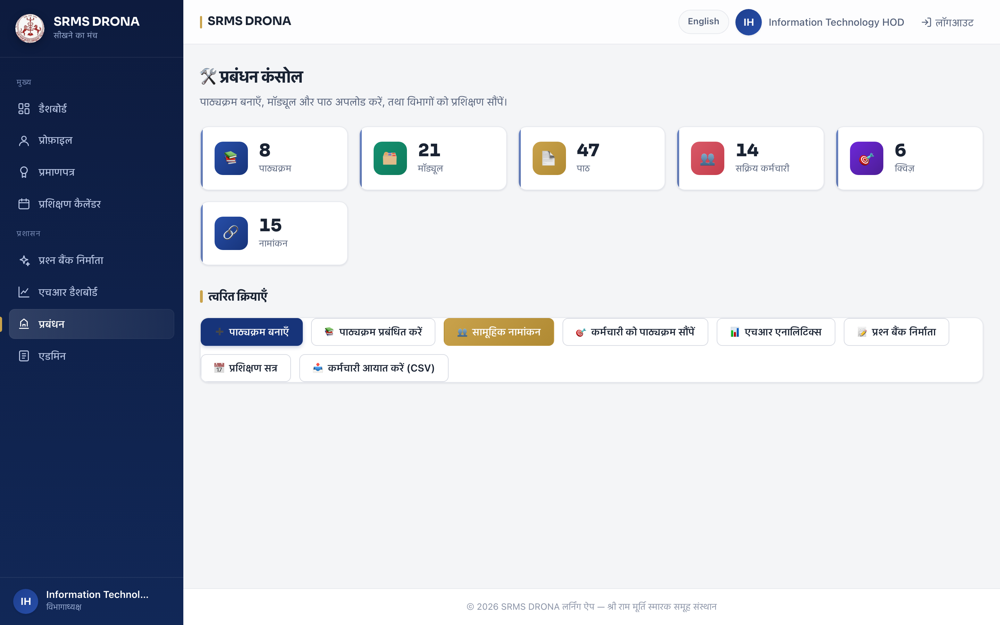 SRMS DRONA
सीखने का मंच
मुख्य
डैशबोर्ड
प्रोफ़ाइल
प्रमाणपत्र
प्रशिक्षण कैलेंडर
प्रशासन
प्रश्न बैंक निर्माता
एचआर डैशबोर्ड
प्रबंधन
एडमिन
IH
Information Technol...
विभागाध्यक्ष
SRMS DRONA
English
IH
Information Technology HOD
लॉगआउट
प्रबंधन कंसोल
पाठ्यक्रम बनाएँ, मॉड्यूल और पाठ अपलोड करें, तथा विभागों को प्रशिक्षण सौंपें।
8
पाठ्यक्रम
21
मॉड्यूल
47
पाठ
14
सक्रिय कर्मचारी
6
क्विज़
15
नामांकन
त्वरित क्रियाएँ
पाठ्यक्रम बनाएँ
पाठ्यक्रम प्रबंधित करें
सामूहिक नामांकन
कर्मचारी को पाठ्यक्रम सौंपें
एचआर एनालिटिक्स
प्रश्न बैंक निर्माता
17
प्रशिक्षण सत्र
कर्मचारी आयात करें (CSV)
© 2026 SRMS DRONA लर्निंग ऐप — श्री राम मूर्ति स्मारक समूह संस्थान